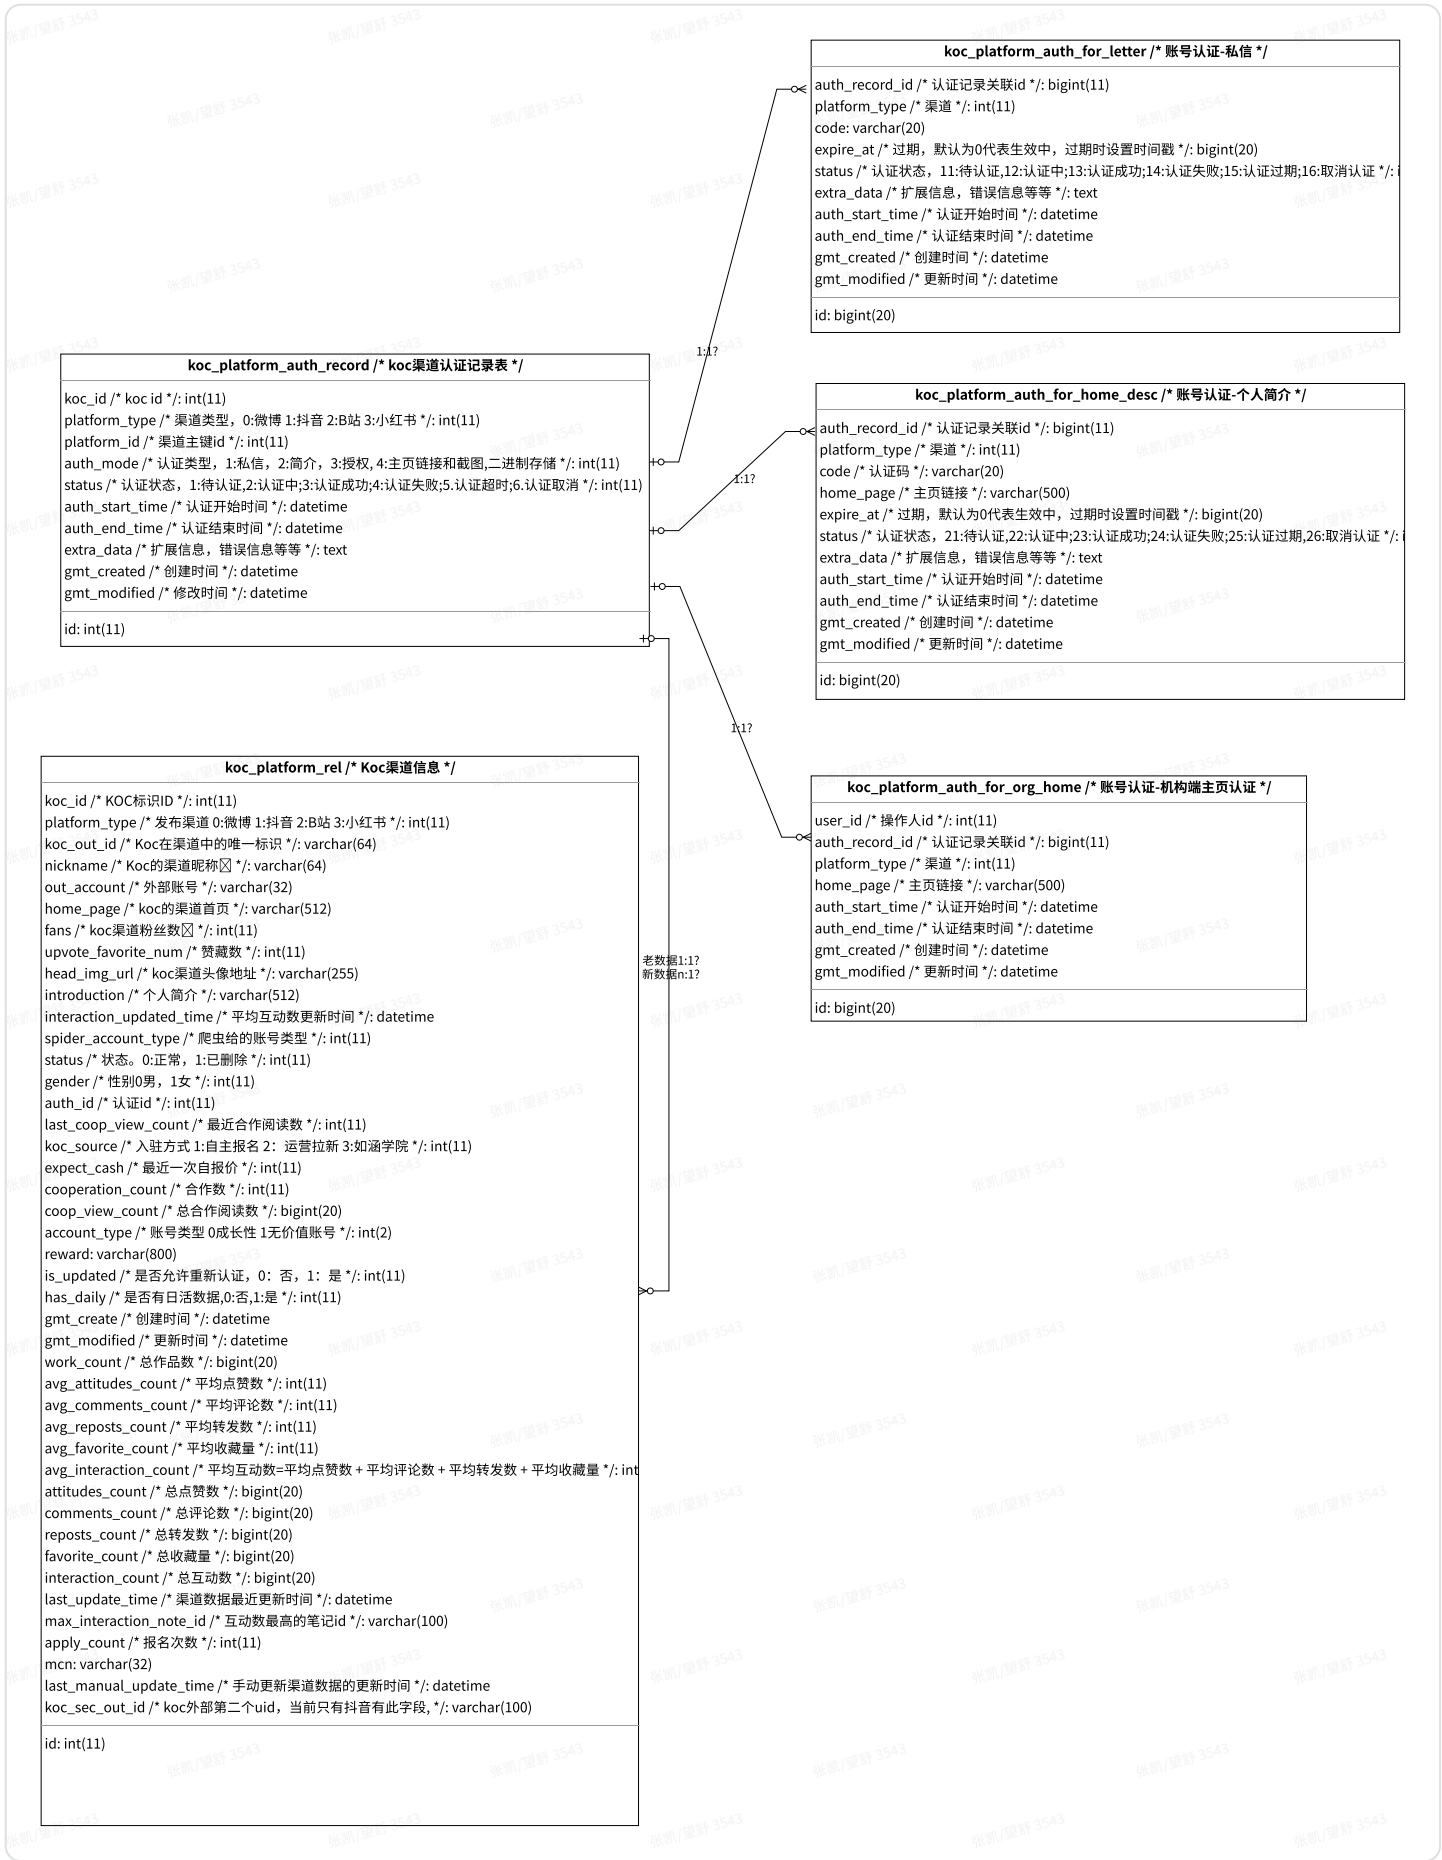 koc_platform_auth_for_letter /* 账号认证-私信 */
auth_record_id /* 认证记录关联id */: bigint(11)
platform_type /* 渠道 */: int(11)
code: varchar(20)
expire_at /* 过期，默认为0代表生效中，过期时设置时间戳 */: bigint(20)
status /* 认证状态，11:待认证,12:认证中;13:认证成功;14:认证失败;15:认证过期;16:取消认证 */: i
extra_data /* 扩展信息，错误信息等等 */: text
auth_start_time /* 认证开始时间 */: datetime
auth_end_time /* 认证结束时间 */: datetime
gmt_created /* 创建时间 */: datetime
gmt_modified /* 更新时间 */: datetime
id: bigint(20)
1:1?
koc_platform_auth_record /* koc渠道认证记录表 */
koc_id /* koc id */: int(11)
platform_type /* 渠道类型，0:微博 1:抖音 2:B站 3:小红书 */: int(11)
platform_id /* 渠道主键id */: int(11)
auth_mode /* 认证类型，1:私信，2:简介，3:授权, 4:主页链接和截图,二进制存储 */: int(11)
status /* 认证状态，1:待认证,2:认证中;3:认证成功;4:认证失败;5.认证超时;6.认证取消 */: int(11)
auth_start_time /* 认证开始时间 */: datetime
auth_end_time /* 认证结束时间 */: datetime
extra_data /* 扩展信息，错误信息等等 */: text
gmt_created /* 创建时间 */: datetime
gmt_modified /* 修改时间 */: datetime
id: int(11)
1:1?
koc_platform_auth_for_home_desc /* 账号认证-个人简介 */
auth_record_id /* 认证记录关联id */: bigint(11)
platform_type /* 渠道 */: int(11)
code /* 认证码 */: varchar(20)
home_page /* 主页链接 */: varchar(500)
expire_at /* 过期，默认为0代表生效中，过期时设置时间戳 */: bigint(20)
status /* 认证状态，21:待认证,22:认证中;23:认证成功;24:认证失败;25:认证过期,26:取消认证 */: i
extra_data /* 扩展信息，错误信息等等 */: text
auth_start_time /* 认证开始时间 */: datetime
auth_end_time /* 认证结束时间 */: datetime
gmt_created /* 创建时间 */: datetime
gmt_modified /* 更新时间 */: datetime
id: bigint(20)
1:1?
koc_platform_auth_for_org_home /* 账号认证-机构端主页认证 */
user_id /* 操作人id */: int(11)
auth_record_id /* 认证记录关联id */: bigint(11)
platform_type /* 渠道 */: int(11)
home_page /* 主页链接 */: varchar(500)
auth_start_time /* 认证开始时间 */: datetime
auth_end_time /* 认证结束时间 */: datetime
gmt_created /* 创建时间 */: datetime
gmt_modified /* 更新时间 */: datetime
id: bigint(20)
老数据1:1?
新数据n:1?
koc_platform_rel /* Koc渠道信息 */
koc_id /* KOC标识ID */: int(11)
platform_type /* 发布渠道 0:微博 1:抖音 2:B站 3:小红书 */: int(11)
koc_out_id /* Koc在渠道中的唯一标识 */: varchar(64)
nickname /* Koc的渠道昵称 */: varchar(64)
out_account /* 外部账号 */: varchar(32)
home_page /* koc的渠道首页 */: varchar(512)
fans /* koc渠道粉丝数 */: int(11)
upvote_favorite_num /* 赞藏数 */: int(11)
head_img_url /* koc渠道头像地址 */: varchar(255)
introduction /* 个人简介 */: varchar(512)
interaction_updated_time /* 平均互动数更新时间 */: datetime
spider_account_type /* 爬虫给的账号类型 */: int(11)
status /* 状态。0:正常，1:已删除 */: int(11)
gender /* 性别0男，1女 */: int(11)
auth_id /* 认证id */: int(11)
last_coop_view_count /* 最近合作阅读数 */: int(11)
koc_source /* 入驻方式 1:自主报名 2：运营拉新 3:如涵学院 */: int(11)
expect_cash /* 最近一次自报价 */: int(11)
cooperation_count /* 合作数 */: int(11)
coop_view_count /* 总合作阅读数 */: bigint(20)
account_type /* 账号类型 0成长性 1无价值账号 */: int(2)
reward: varchar(800)
is_updated /* 是否允许重新认证，0：否，1：是 */: int(11)
has_daily /* 是否有日活数据,0:否,1:是 */: int(11)
gmt_create /* 创建时间 */: datetime
gmt_modified /* 更新时间 */: datetime
work_count /* 总作品数 */: bigint(20)
avg_attitudes_count /* 平均点赞数 */: int(11)
avg_comments_count /* 平均评论数 */: int(11)
avg_reposts_count /* 平均转发数 */: int(11)
avg_favorite_count /* 平均收藏量 */: int(11)
avg_interaction_count /* 平均互动数=平均点赞数 + 平均评论数 + 平均转发数 + 平均收藏量 */: int
attitudes_count /* 总点赞数 */: bigint(20)
comments_count /* 总评论数 */: bigint(20)
reposts_count /* 总转发数 */: bigint(20)
favorite_count /* 总收藏量 */: bigint(20)
interaction_count /* 总互动数 */: bigint(20)
last_update_time /* 渠道数据最近更新时间 */: datetime
max_interaction_note_id /* 互动数最高的笔记id */: varchar(100)
apply_count /* 报名次数 */: int(11)
mcn: varchar(32)
last_manual_update_time /* 手动更新渠道数据的更新时间 */: datetime
koc_sec_out_id /* koc外部第二个uid，当前只有抖音有此字段, */: varchar(100)
id: int(11)
张凯/望舒 3543